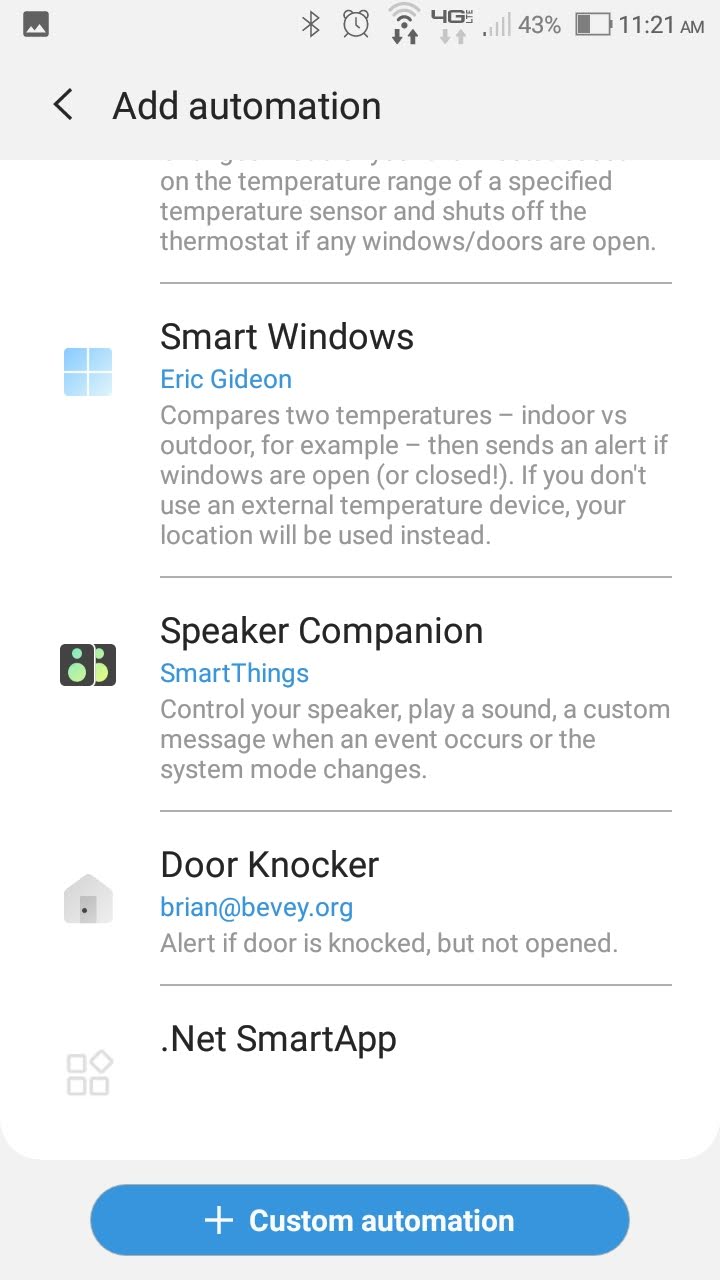 4G LTE 43% 11:21 AM
Add automation
on the temperature range of a specified
temperature sensor and shuts off the
thermostat if any windows/doors are open.
Smart Windows
Eric Gideon
Compares two temperatures – indoor vs
outdoor, for example – then sends an alert if
windows are open (or closed!). If you don't
use an external temperature device, your
location will be used instead.
Speaker Companion
SmartThings
Control your speaker, play a sound, a custom
message when an event occurs or the
system mode changes.
Door Knocker
brian@bevey.org
Alert if door is knocked, but not opened.
.Net SmartApp
+ Custom automation